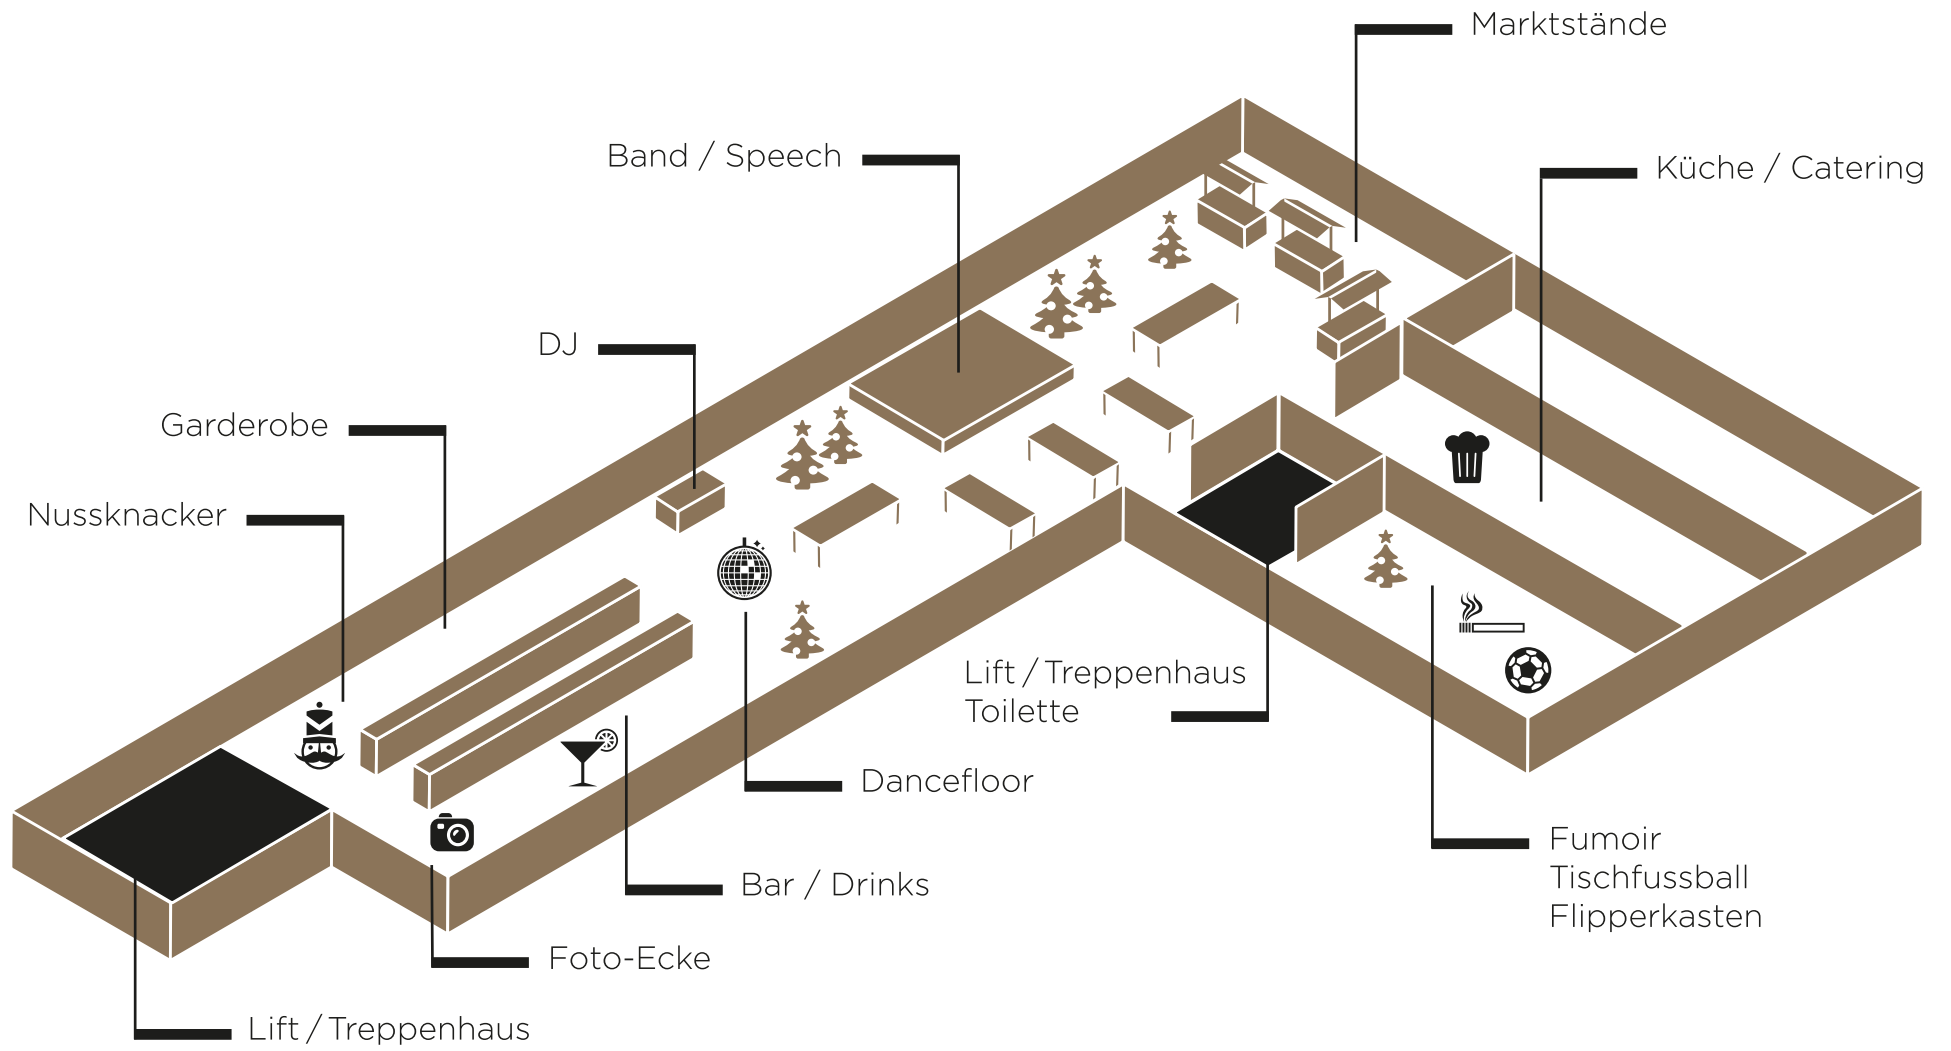 Marktstände
Band / Speech
Küche / Catering
DJ
Garderobe
Nussknacker
Lift / Treppenhaus
Toilette
Dancefloor
Fumoir
Tischfussball
Flipperkasten
Bar / Drinks
Foto-Ecke
Lift / Treppenhaus